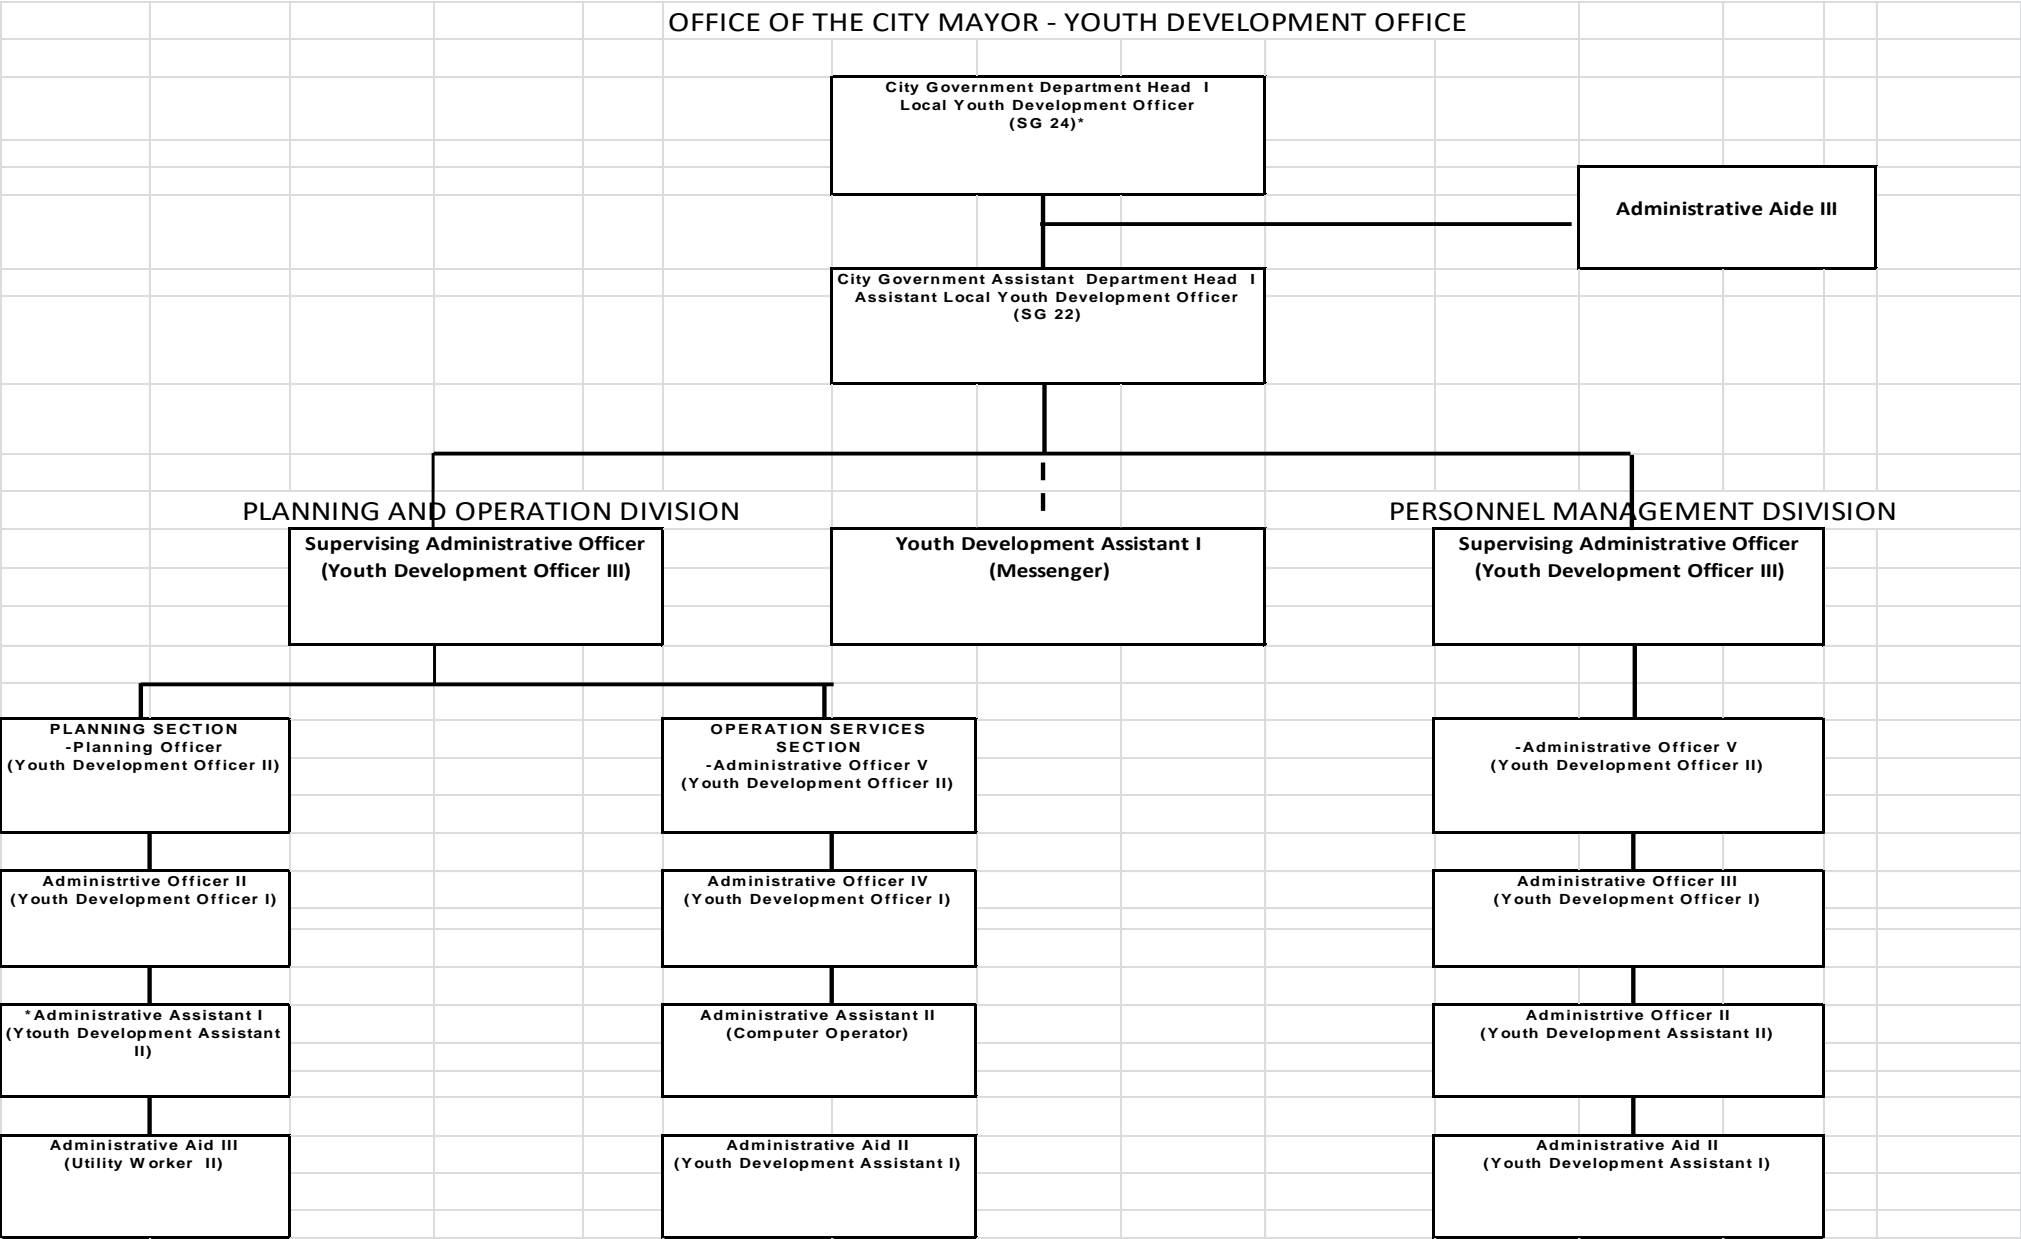 OFFICE OF THE CITY MAYOR - YOUTH DEVELOPMENT OFFICE
City Government Department Head I
Local Youth Development Officer
(SG 24)*
Administrative Aide III
City Government Assistant Department Head I
Assistant Local Youth Development Officer
(SG 22)
PLANNING AND OPERATION DIVISION
PERSONNEL MANAGEMENT DSIVISION
Supervising Administrative Officer
(Youth Development Officer III)
Youth Development Assistant I
(Messenger)
Supervising Administrative Officer
(Youth Development Officer III)
PLANNING SECTION
-Planning Officer
(Youth Development Officer II)
OPERATION SERVICES
SECTION
-Administrative Officer V
(Youth Development Officer II)
-Administrative Officer V
(Youth Development Officer II)
Administrtive Officer II
(Youth Development Officer I)
Administrative Officer IV
(Youth Development Officer I)
Administrative Officer III
(Youth Development Officer I)
*Administrative Assistant I
(Ytouth Development Assistant
II)
Administrative Assistant II
(Computer Operator)
Administrtive Officer II
(Youth Development Assistant II)
Administrative Aid III
(Utility Worker II)
Administrative Aid II
(Youth Development Assistant I)
Administrative Aid II
(Youth Development Assistant I)